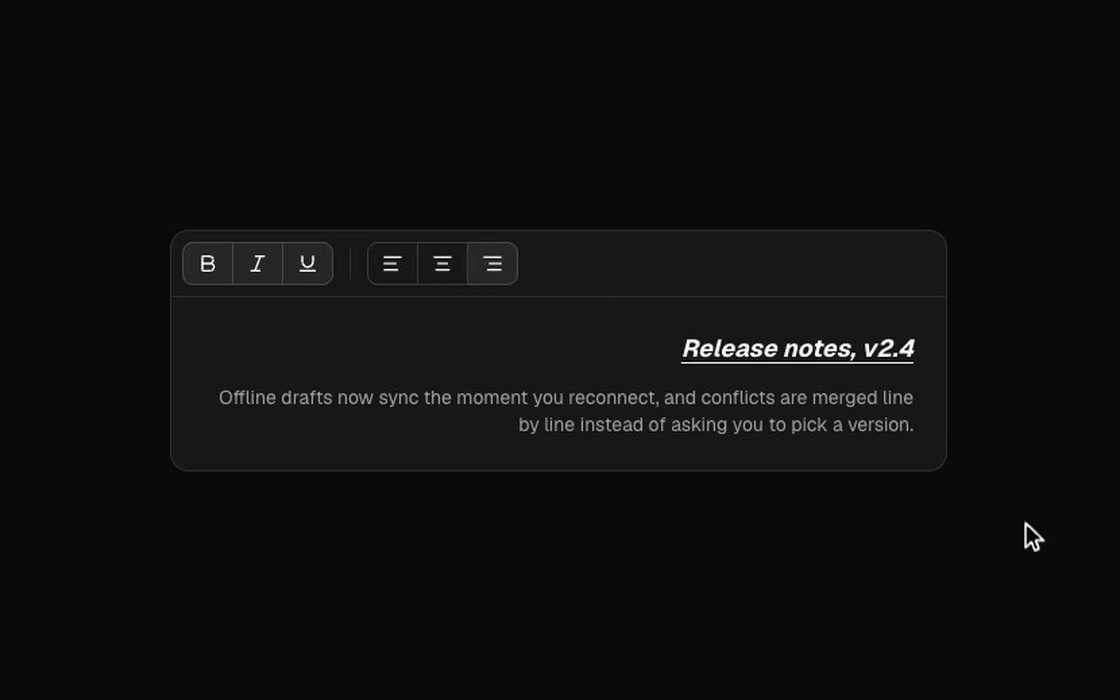 B I U
Release notes, v2.4
Offline drafts now sync the moment you reconnect, and conflicts are merged line
by line instead of asking you to pick a version.